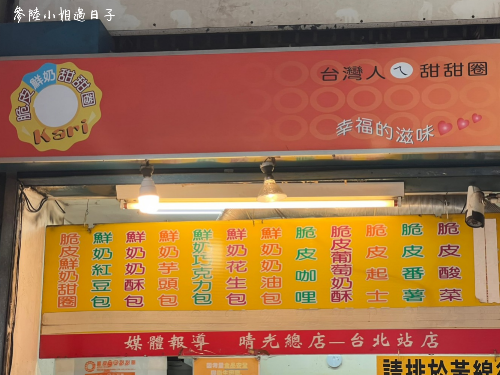 參陸小姐過日子
脆皮鮮奶甜甜圈
Kari
台灣人ㄟ甜甜圈
幸福的滋味
脆皮鮮奶甜甜圈
鮮奶紅豆包
鮮奶奶酥包
鮮奶芋頭包
鮮奶巧克力包
鮮奶花生包
鮮奶奶油包
脆皮咖哩
脆皮葡萄奶酥
脆皮起士
脆皮番薯
脆皮酸菜
媒體報導 晴光總店—台北站店
請排於黃線